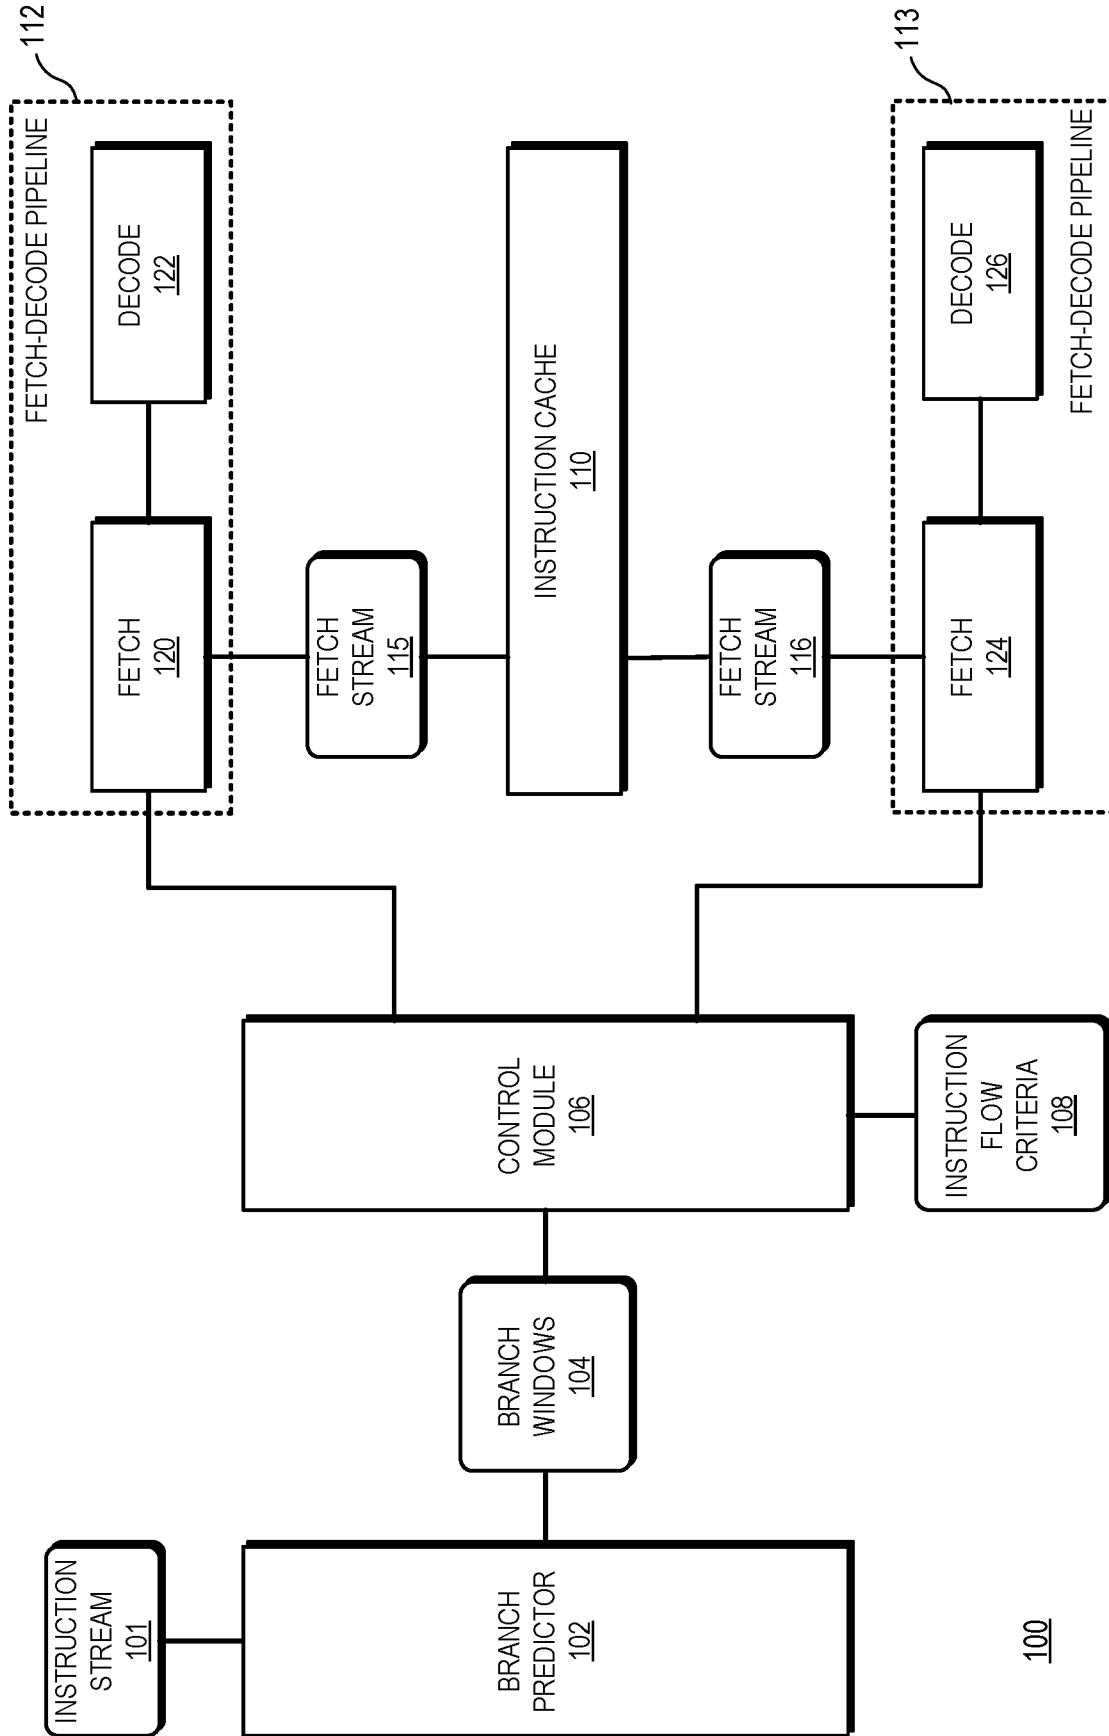 INSTRUCTION
STREAM
101
BRANCH
PREDICTOR
102
BRANCH
WINDOWS
104
CONTROL
MODULE
106
INSTRUCTION
FLOW
CRITERIA
108
112
FETCH-DECODE PIPELINE
FETCH
120
DECODE
122
FETCH
STREAM
115
INSTRUCTION CACHE
110
FETCH
STREAM
116
113
FETCH
124
DECODE
126
FETCH-DECODE PIPELINE
100